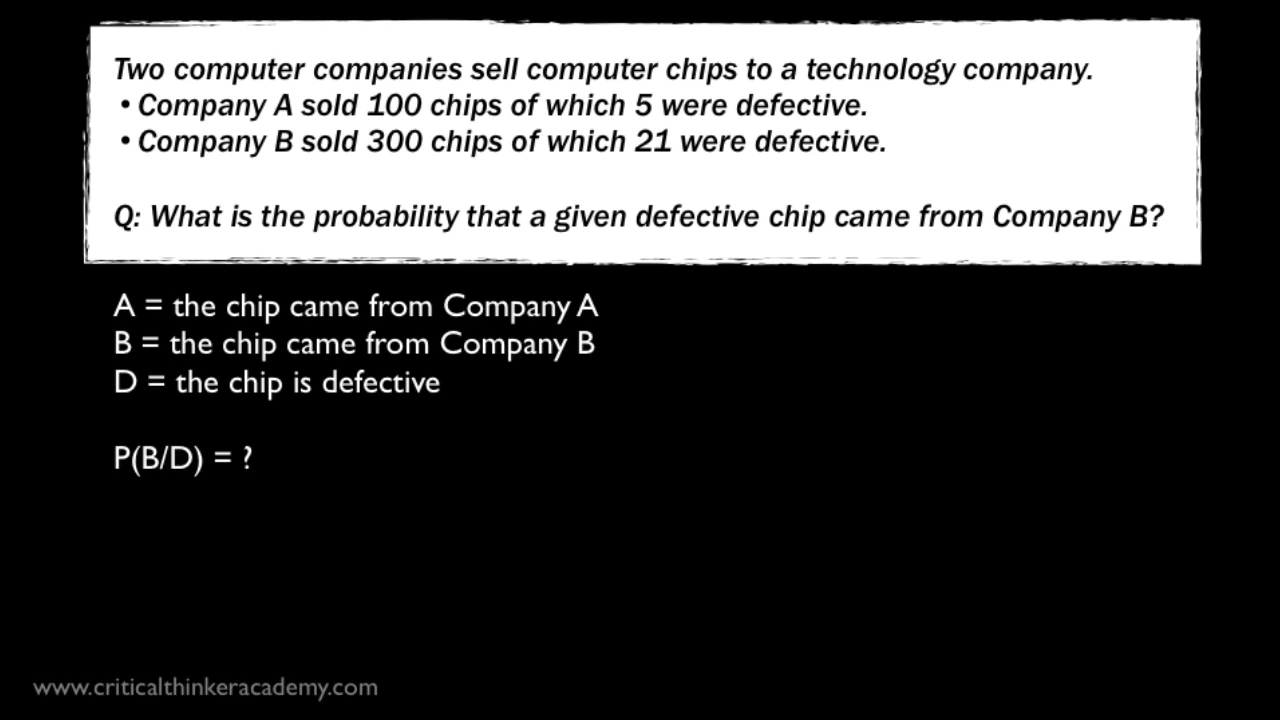 Two computer companies sell computer chips to a technology company.
• Company A sold 100 chips of which 5 were defective.
• Company B sold 300 chips of which 21 were defective.
Q: What is the probability that a given defective chip came from Company B?
A = the chip came from Company A
B = the chip came from Company B
D = the chip is defective
P(B/D) = ?
www.criticalthinkeracademy.com